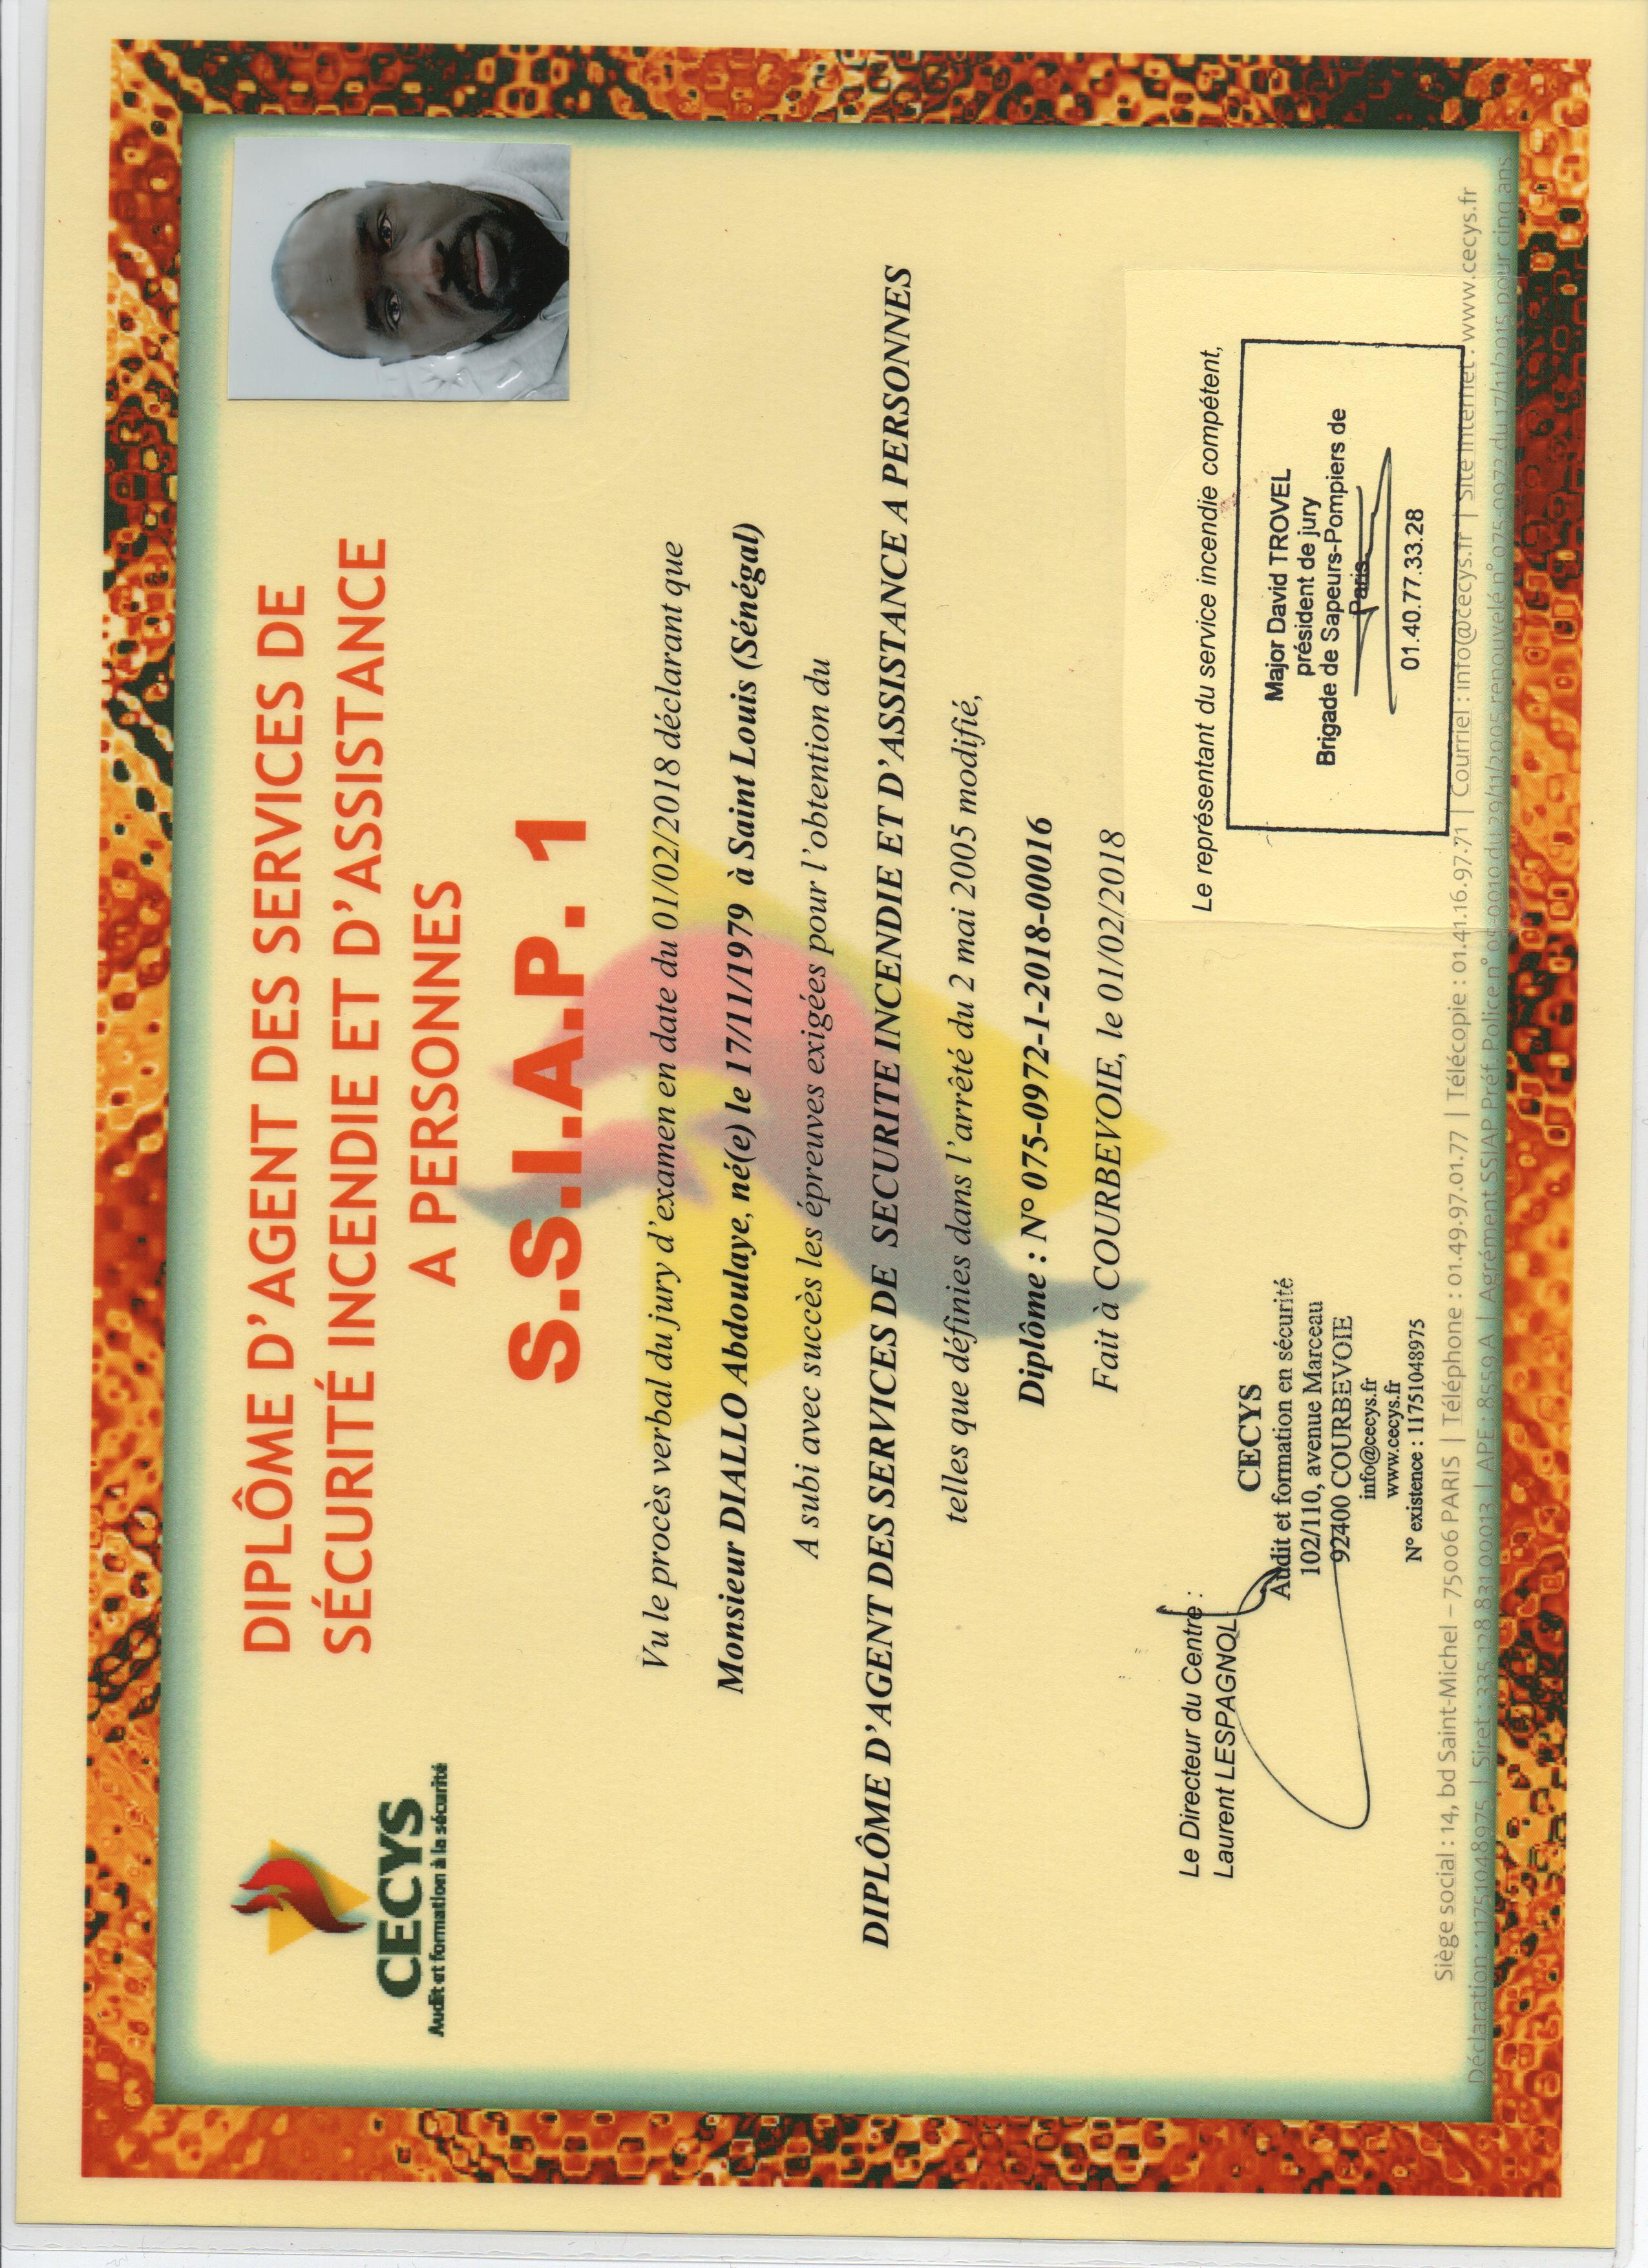 CECYS
Audit et formation à la sécurité
DIPLÔME D'AGENT DES SERVICES DE
SÉCURITÉ INCENDIE ET D'ASSISTANCE
A PERSONNES
S.S.I.A.P. 1
Vu le procès verbal du jury d'examen en date du 01/02/2018 déclarant que
Monsieur DIALLO Abdoulaye, né(e) le 17/11/1979 à Saint Louis (Sénégal)
A subi avec succès les épreuves exigées pour l'obtention du
DIPLÔME D'AGENT DES SERVICES DE SECURITE INCENDIE ET D'ASSISTANCE A PERSONNES
telles que définies dans l'arrêté du 2 mai 2005 modifié,
Diplôme : N° 075-0972-1-2018-00016
Fait à COURBEVOIE, le 01/02/2018
Le Directeur du Centre :
Laurent LESPAGNOL
CECYS
Audit et formation en sécurité
102/110, avenue Marceau
92400 COURBEVOIE
info@cecys.fr
www.cecys.fr
N° existence : 11751048975
Le représentant du service incendie compétent,
Major David TROVEL
président de jury
Brigade de Sapeurs-Pompiers de
Paris
01.40.77.33.28
Siège social : 14, bd Saint-Michel – 75006 PARIS | Téléphone : 01.49.97.01.77 | Télécopie : 01.41.16.97.71 | Courriel : info@cecys.fr | Site internet : www.cecys.fr
Déclaration : 11751048975 | Siret : 335 128 831 00013 | APE : 8559 A | Agrément SSIAP Préf. Police n° 05-0010 du 29/11/2005 renouvelé n° 075-0972 du 17/11/2015 pour cinq ans